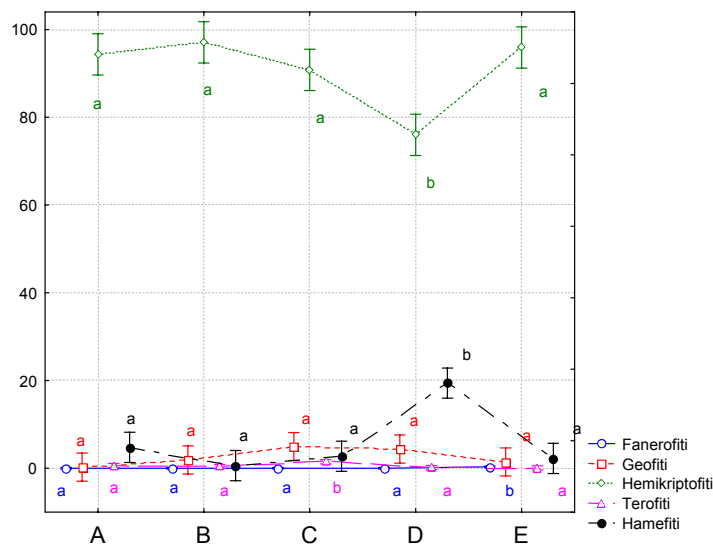 100
80
60
40
20
0
a a a b a
a a a b a
a a a a a
a a a a b
a a b a a
A B C D E
Fanerofiti
Geofiti
Hemikriptofiti
Terofiti
Hamefiti